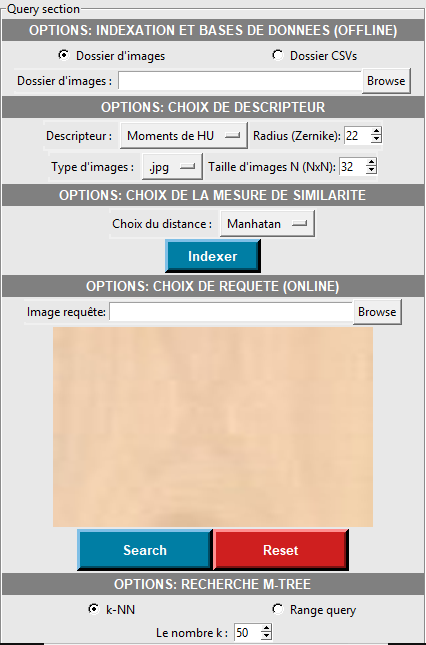 Query section
OPTIONS: INDEXATION ET BASES DE DONNEES (OFFLINE)
Dossier d'images Dossier CSVs
Dossier d'images : Browse
OPTIONS: CHOIX DE DESCRIPTEUR
Descripteur : Moments de HU Radius (Zernike): 22
Type d'images : .jpg Taille d'images N (NxN): 32
OPTIONS: CHOIX DE LA MESURE DE SIMILARITE
Choix du distance : Manhatan
Indexer
OPTIONS: CHOIX DE REQUETE (ONLINE)
Image requête: Browse
Search Reset
OPTIONS: RECHERCHE M-TREE
k-NN Range query
Le nombre k : 50